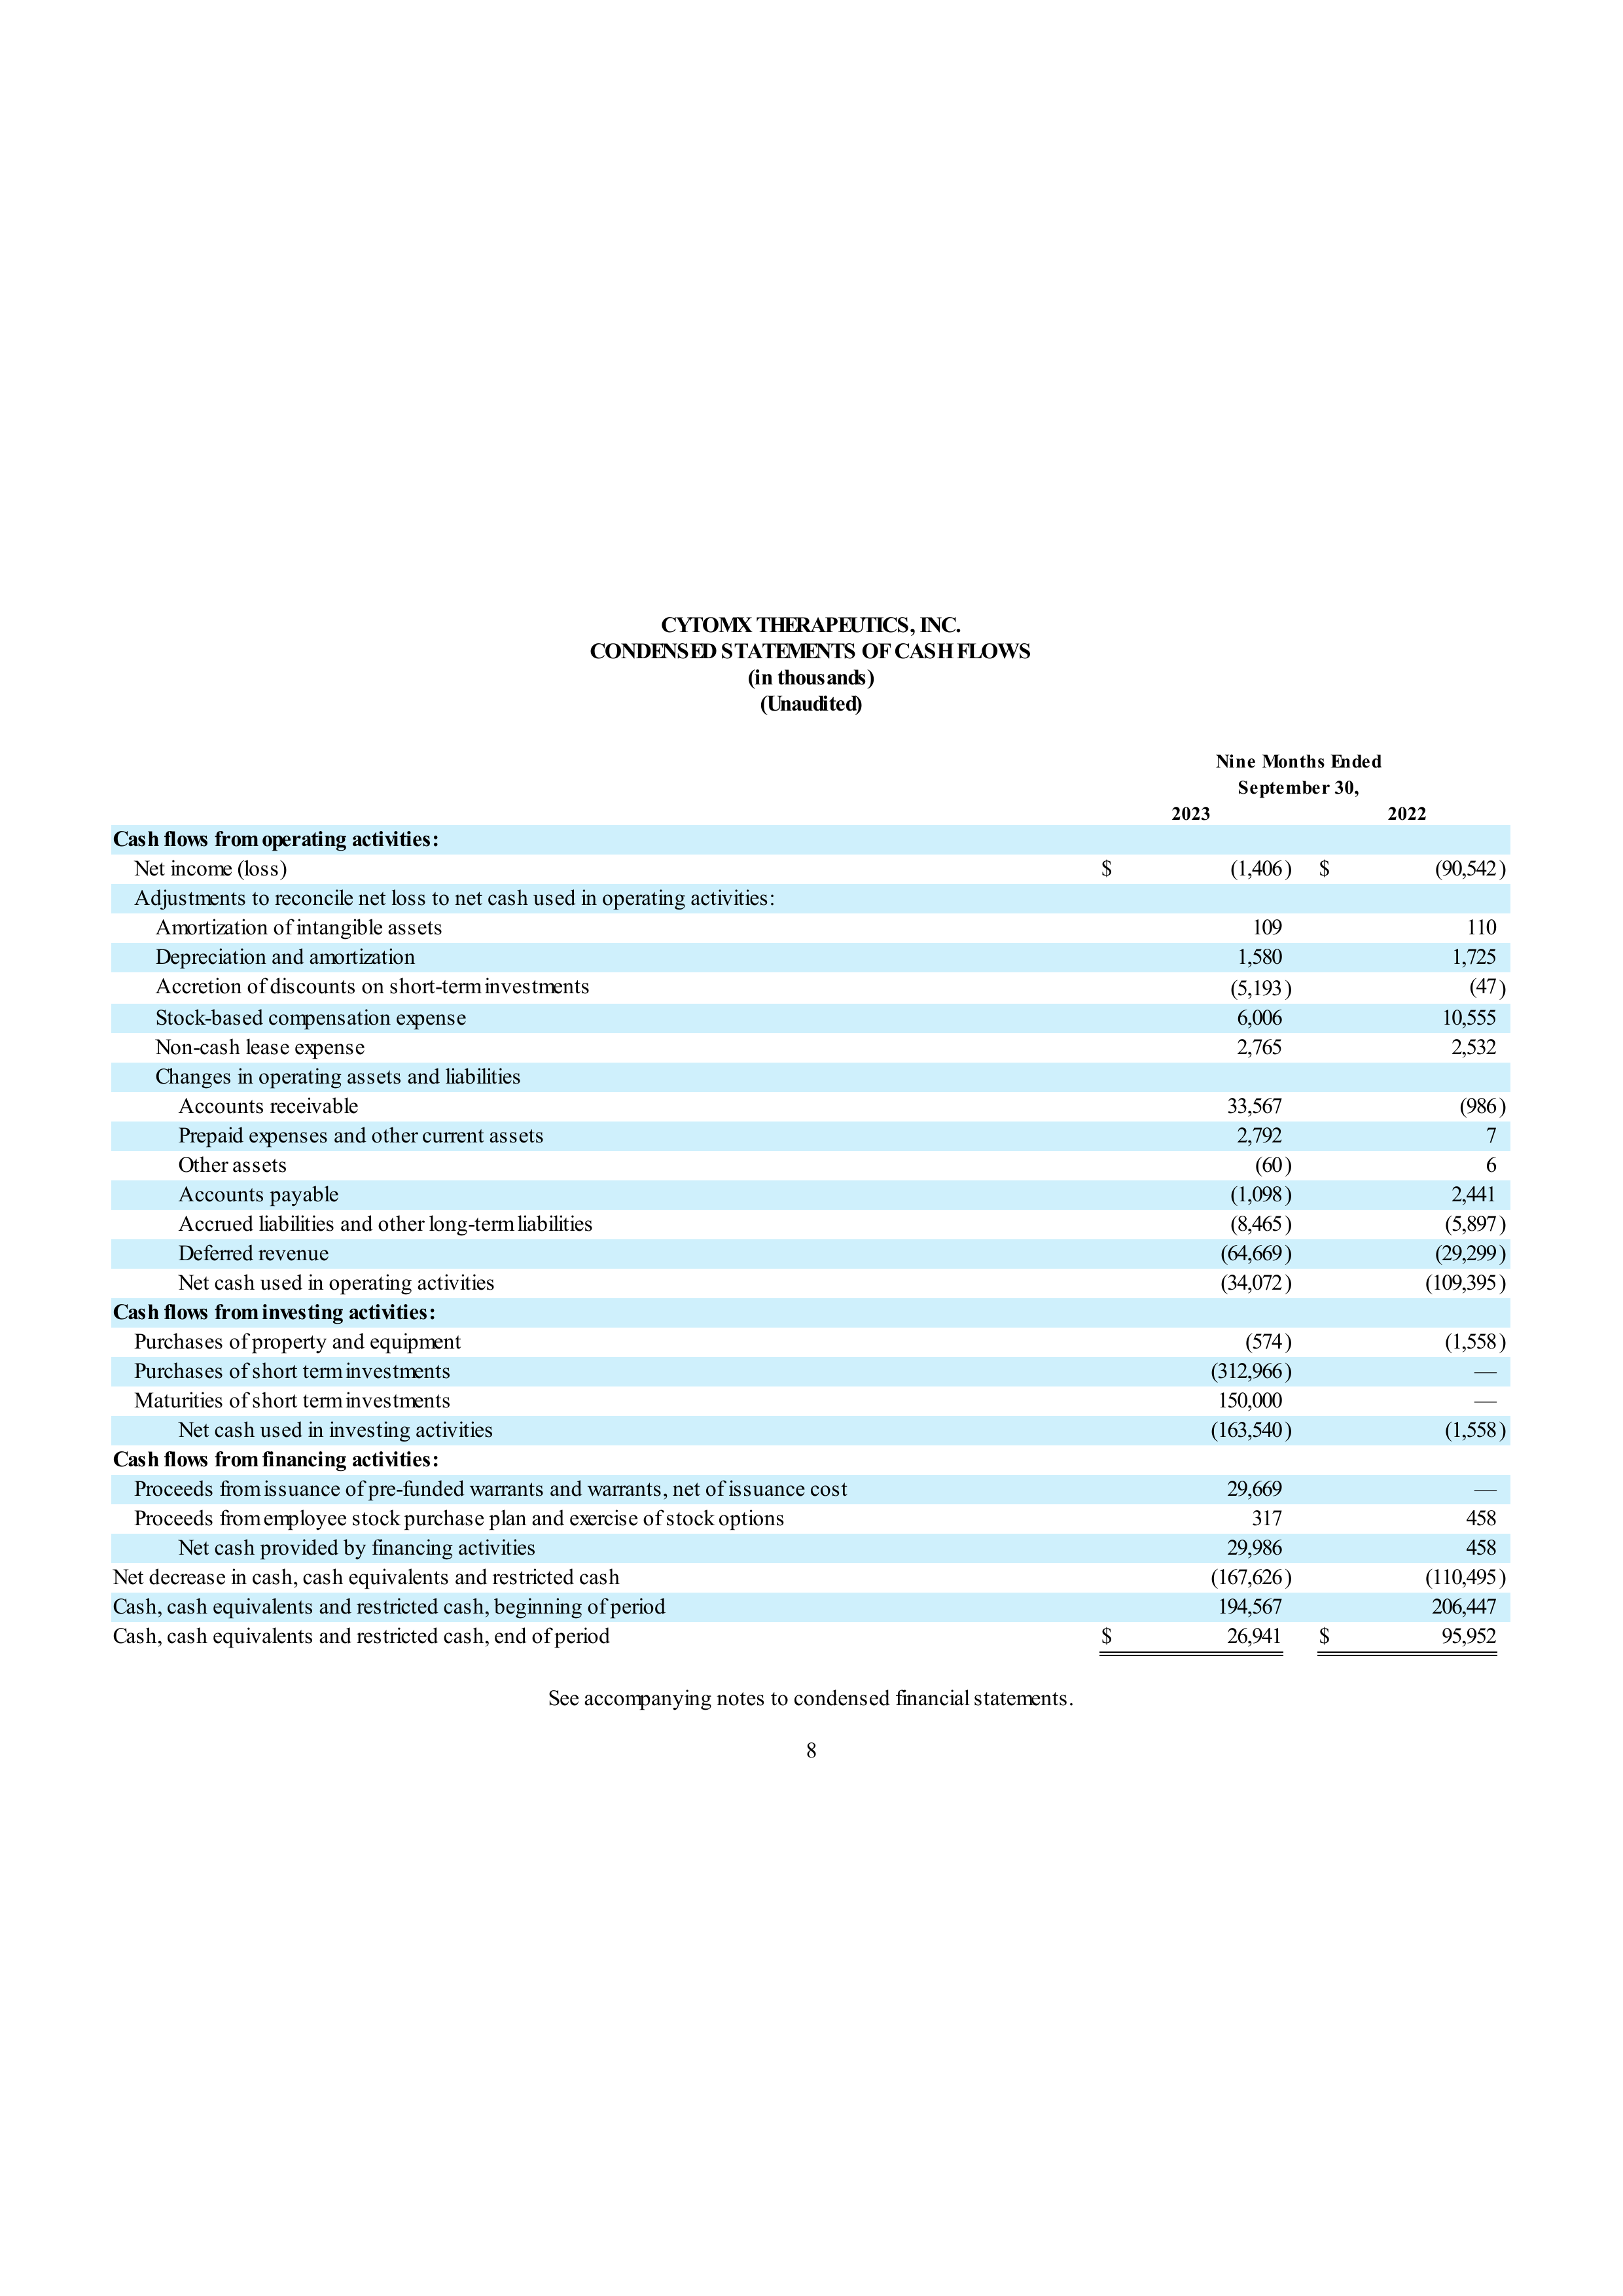 CYTOMX THERAPEUTICS, INC.
CONDENSED STATEMENTS OF CASH FLOWS
(in thousands)
(Unaudited)
Nine Months Ended
September 30,
2023 2022
Cash flows from operating activities:
Net income (loss) $ (1,406) $ (90,542)
Adjustments to reconcile net loss to net cash used in operating activities:
Amortization of intangible assets 109 110
Depreciation and amortization 1,580 1,725
Accretion of discounts on short-term investments (5,193) (47)
Stock-based compensation expense 6,006 10,555
Non-cash lease expense 2,765 2,532
Changes in operating assets and liabilities
Accounts receivable 33,567 (986)
Prepaid expenses and other current assets 2,792 7
Other assets (60) 6
Accounts payable (1,098) 2,441
Accrued liabilities and other long-term liabilities (8,465) (5,897)
Deferred revenue (64,669) (29,299)
Net cash used in operating activities (34,072) (109,395)
Cash flows from investing activities:
Purchases of property and equipment (574) (1,558)
Purchases of short term investments (312,966) —
Maturities of short term investments 150,000 —
Net cash used in investing activities (163,540) (1,558)
Cash flows from financing activities:
Proceeds from issuance of pre-funded warrants and warrants, net of issuance cost 29,669 —
Proceeds from employee stock purchase plan and exercise of stock options 317 458
Net cash provided by financing activities 29,986 458
Net decrease in cash, cash equivalents and restricted cash (167,626) (110,495)
Cash, cash equivalents and restricted cash, beginning of period 194,567 206,447
Cash, cash equivalents and restricted cash, end of period $ 26,941 $ 95,952
See accompanying notes to condensed financial statements.
8